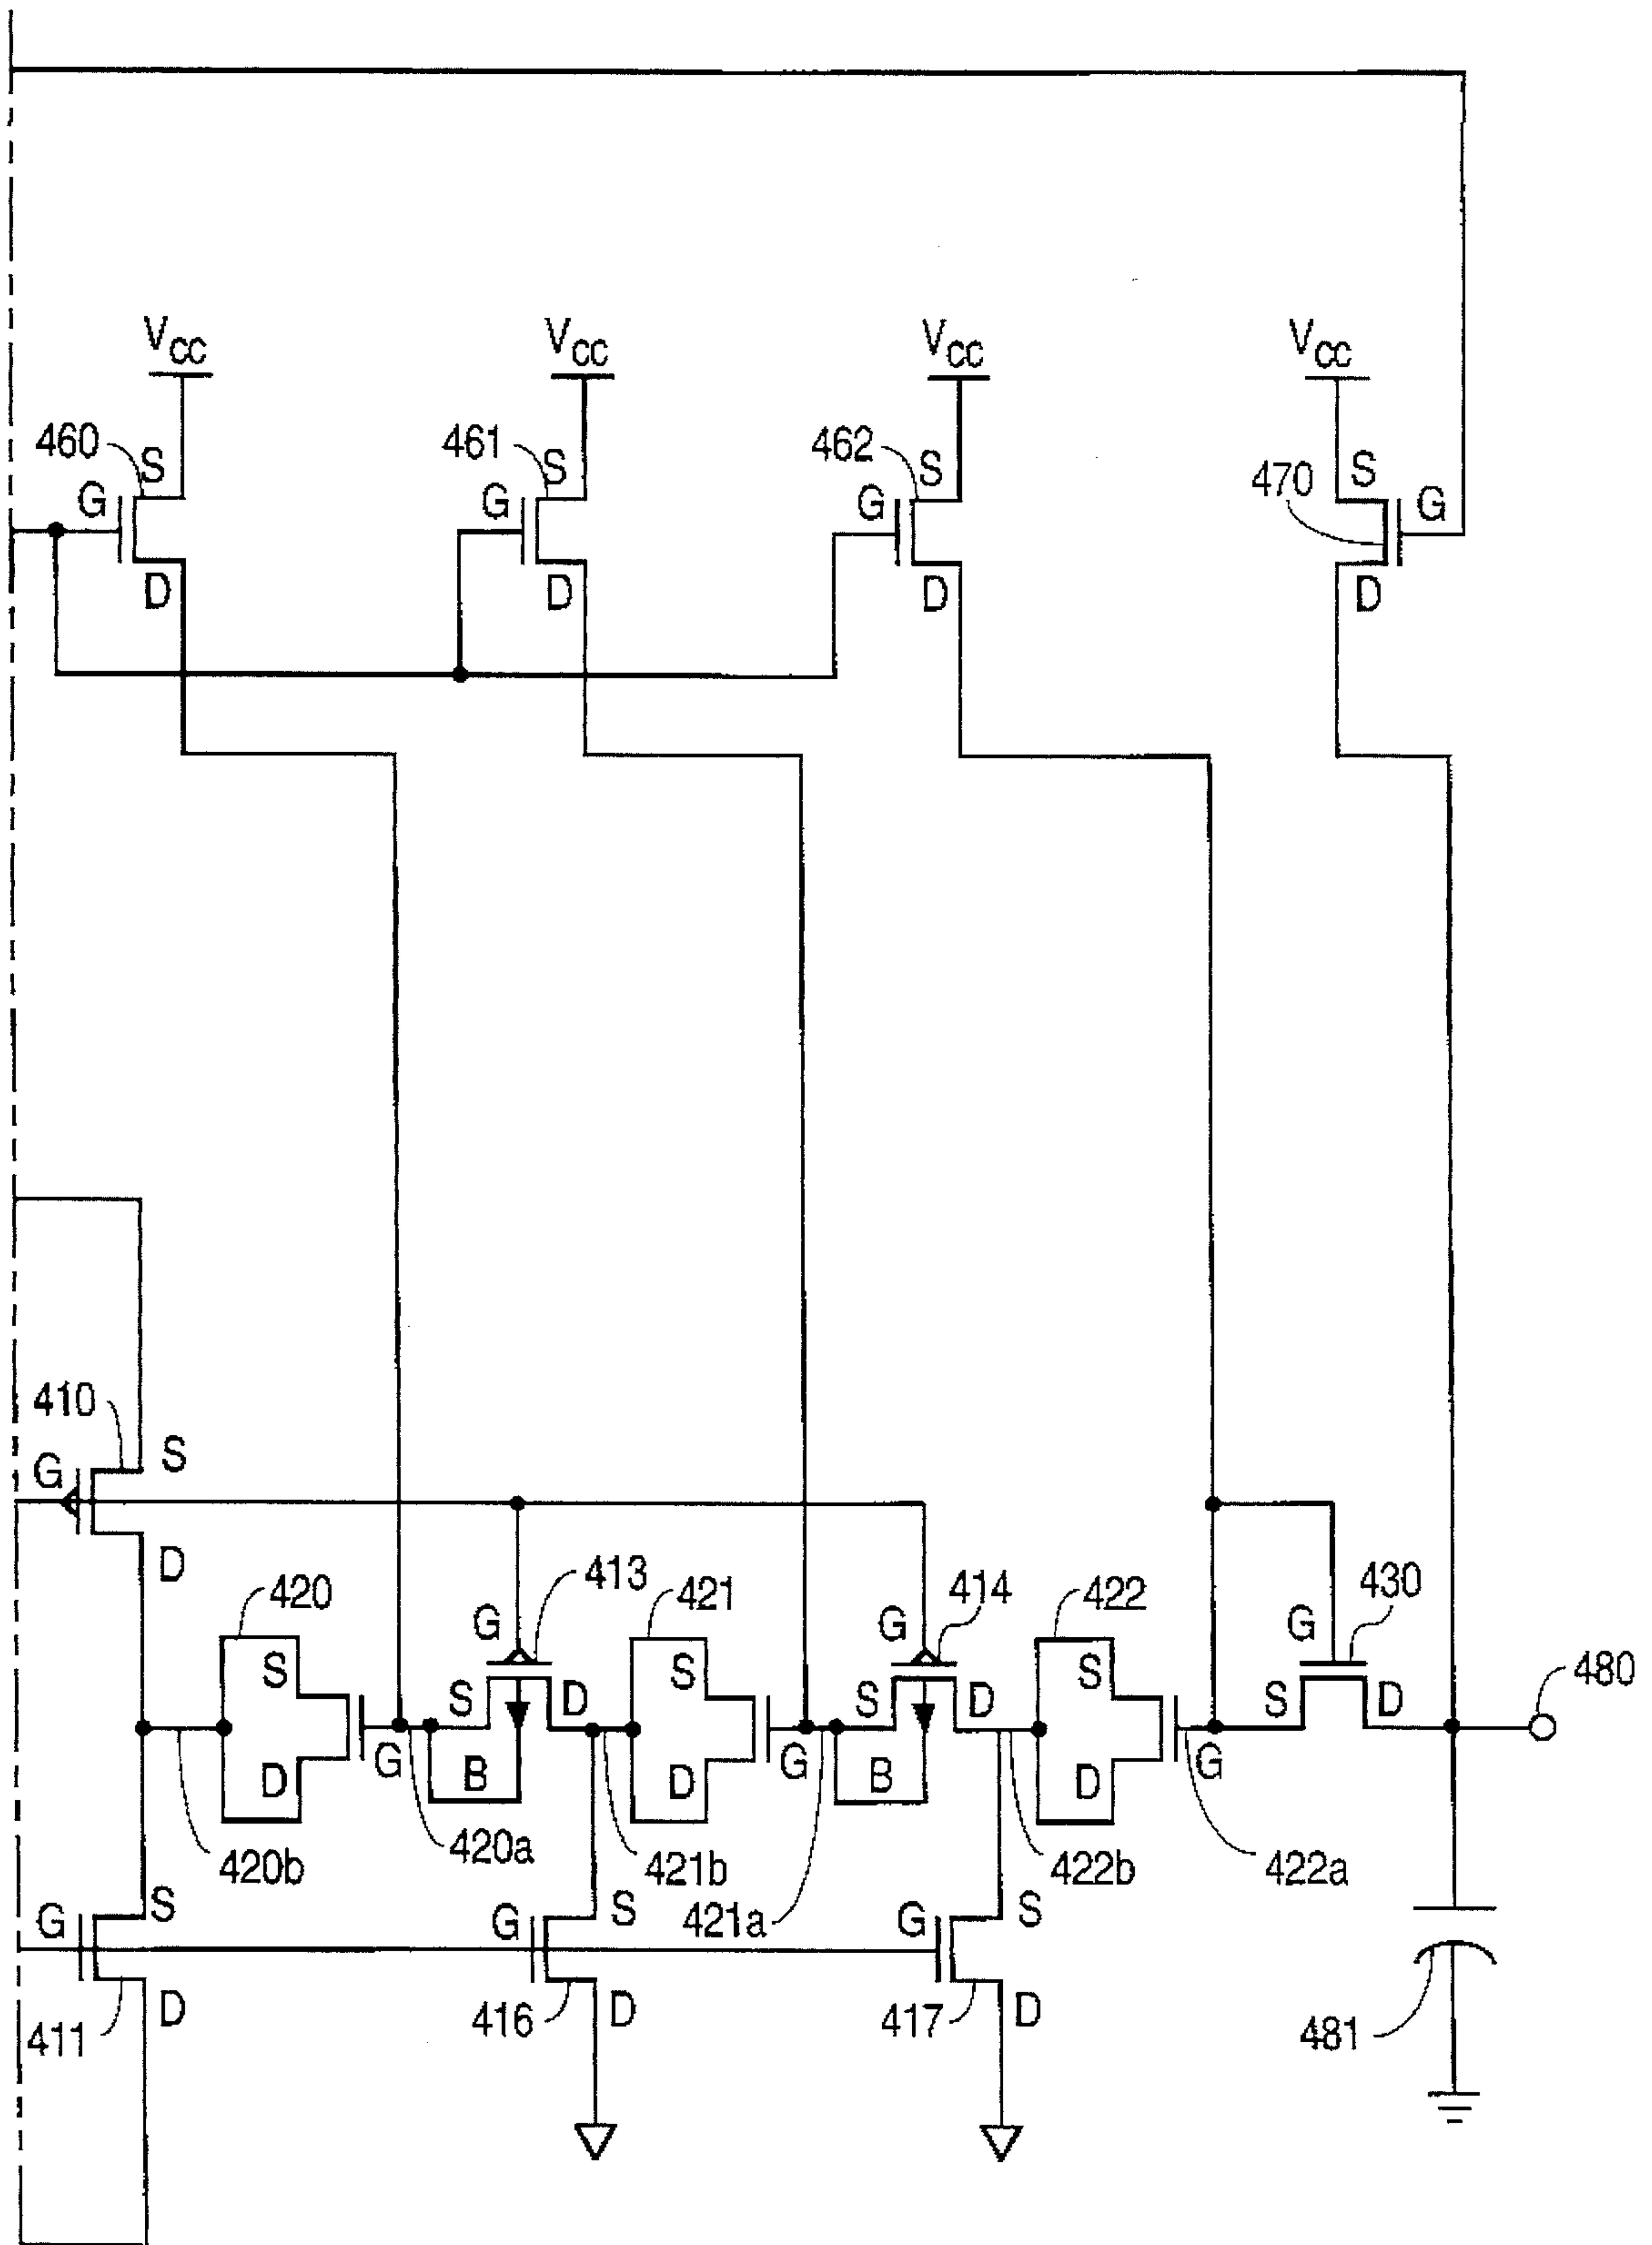 VCC VCC VCC VCC
460 S 461 S 462 S 470 S
G G G G
D D D D
410 S
G
D
420 413 421 414 422 430
G G G
480
S S D S S D S S D
D G B D G B D G
420b 420a 421b 421a 422b 422a
G S G S G S
411 D 416 D 417 D 481